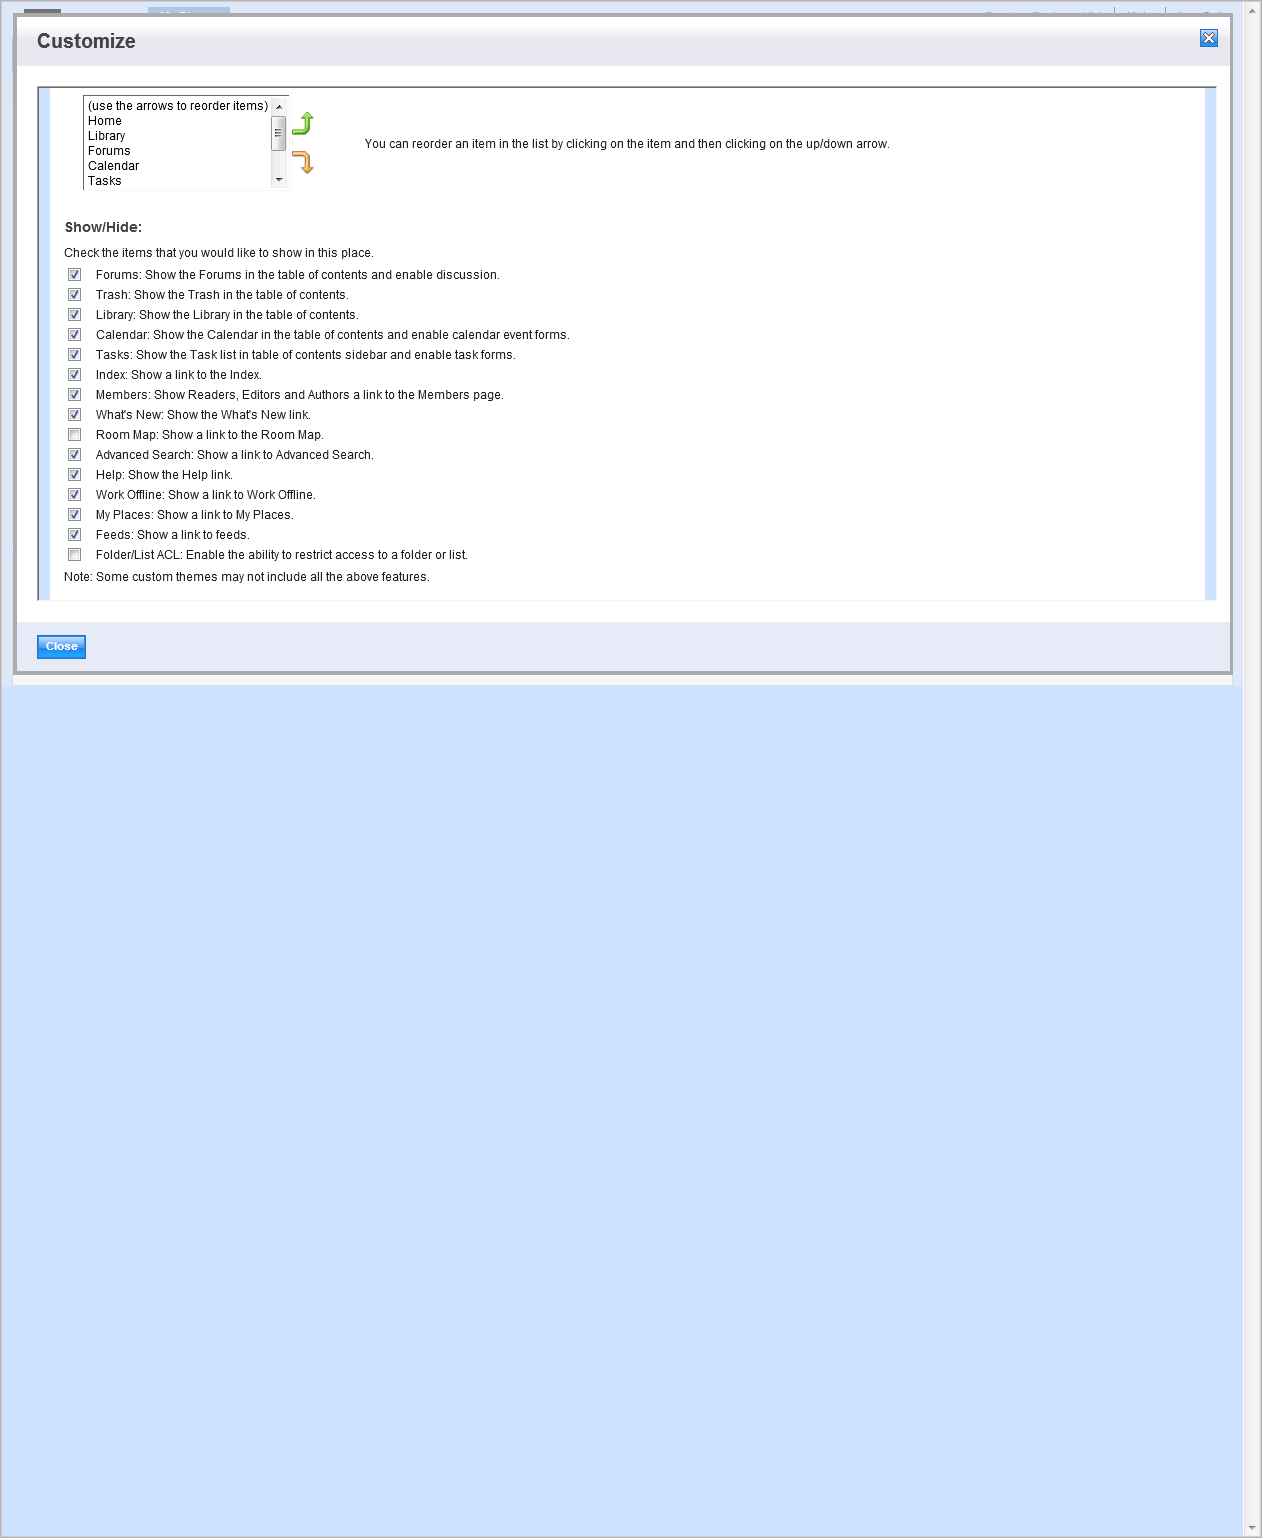 Customize
(use the arrows to reorder items)
Home
Library
Forums
Calendar
Tasks
You can reorder an item in the list by clicking on the item and then clicking on the up/down arrow.
Show/Hide:
Check the items that you would like to show in this place.
Forums: Show the Forums in the table of contents and enable discussion.
Trash: Show the Trash in the table of contents.
Library: Show the Library in the table of contents.
Calendar: Show the Calendar in the table of contents and enable calendar event forms.
Tasks: Show the Task list in table of contents sidebar and enable task forms.
Index: Show a link to the Index.
Members: Show Readers, Editors and Authors a link to the Members page.
What's New: Show the What's New link.
Room Map: Show a link to the Room Map.
Advanced Search: Show a link to Advanced Search.
Help: Show the Help link.
Work Offline: Show a link to Work Offline.
My Places: Show a link to My Places.
Feeds: Show a link to feeds.
Folder/List ACL: Enable the ability to restrict access to a folder or list.
Note: Some custom themes may not include all the above features.
Close